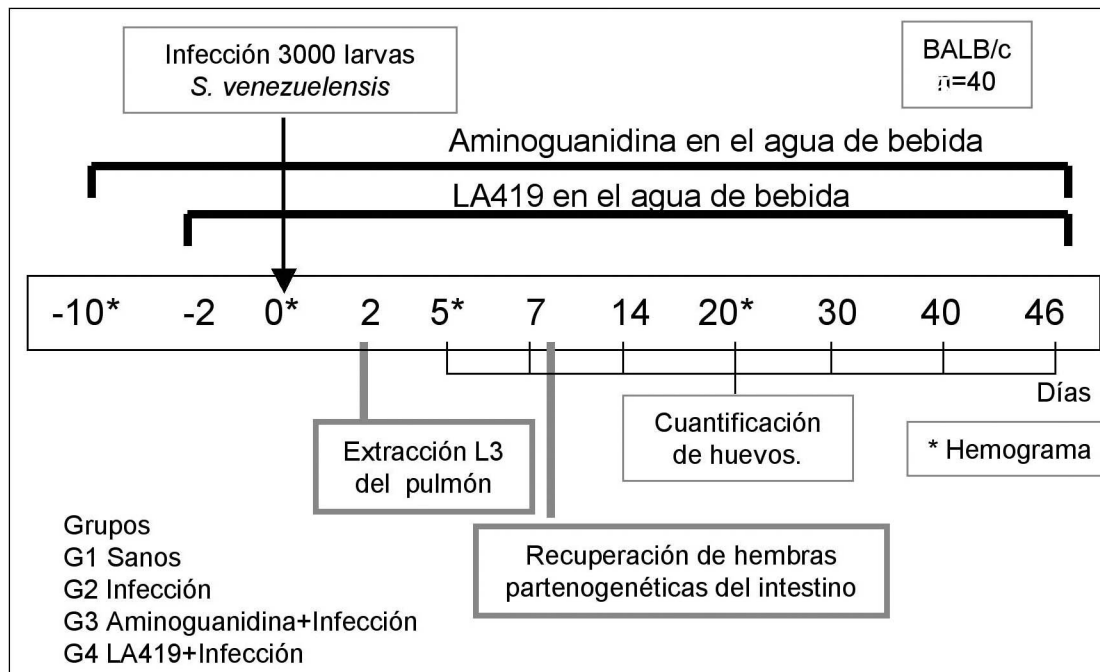 Infección 3000 larvas
S. venezuelensis
BALB/c
n=40
Aminoguanidina en el agua de bebida
LA419 en el agua de bebida
-10* -2 0* 2 5* 7 14 20* 30 40 46
Días
Extracción L3
del pulmón
Cuantificación
de huevos.
* Hemograma
Recuperación de hembras
partenogenéticas del intestino
Grupos
G1 Sanos
G2 Infección
G3 Aminoguanidina+Infección
G4 LA419+Infección